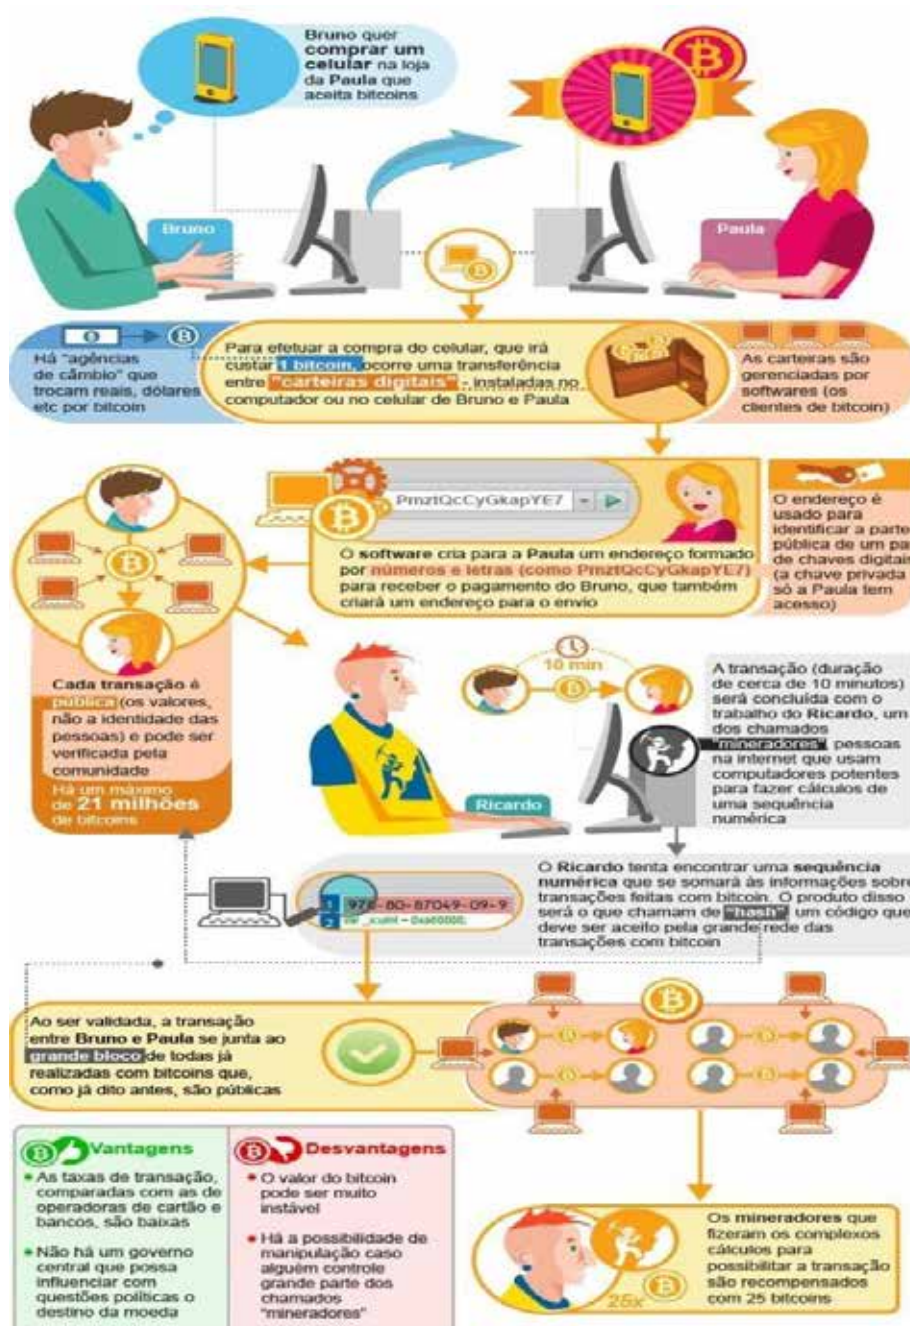 Bruno quer
comprar um
celular na loja
da Paula que
aceita bitcoins
Bruno
Paula
Há "agências
de câmbio" que
trocam reais, dólares
etc por bitcoin
Para efetuar a compra do celular, que irá
custar 1 bitcoin, ocorre uma transferência
entre "carteiras digitais" - instaladas no
computador ou no celular de Bruno e Paula
As carteiras são
gerenciadas por
softwares (os
clientes de bitcoin)
PmztQcCyGkapYE7
O software cria para a Paula um endereço formado
por números e letras (como PmztQcCyGkapYE7)
para receber o pagamento do Bruno, que também
criará um endereço para o envio
O endereço é
usado para
identificar a parte
pública de um par
de chaves digitais
(a chave privada
só a Paula tem
acesso)
Cada transação é
pública (os valores,
não a identidade das
pessoas) e pode ser
verificada pela
comunidade
Há um máximo
de 21 milhões
de bitcoins
10 min
Ricardo
A transação (duração
de cerca de 10 minutos)
será concluída com o
trabalho do Ricardo, um
dos chamados
"mineradores", pessoas
na internet que usam
computadores potentes
para fazer cálculos de
uma sequência
numérica
1 978-80-87049-09-9
2
O Ricardo tenta encontrar uma sequência
numérica que se somará às informações sobre
transações feitas com bitcoin. O produto disso
será o que chamam de "hash", um código que
deve ser aceito pela grande rede das
transações com bitcoin
Ao ser validada, a transação
entre Bruno e Paula se junta ao
grande bloco de todas já
realizadas com bitcoins que,
como já dito antes, são públicas
Vantagens
As taxas de transação,
comparadas com as de
operadoras de cartão e
bancos, são baixas
Não há um governo
central que possa
influenciar com
questões políticas o
destino da moeda
Desvantagens
O valor do bitcoin
pode ser muito
instável
Há a possibilidade de
manipulação caso
alguém controle
grande parte dos
chamados
"mineradores"
25x
Os mineradores que
fizeram os complexos
cálculos para
possibilitar a transação
são recompensados
com 25 bitcoins